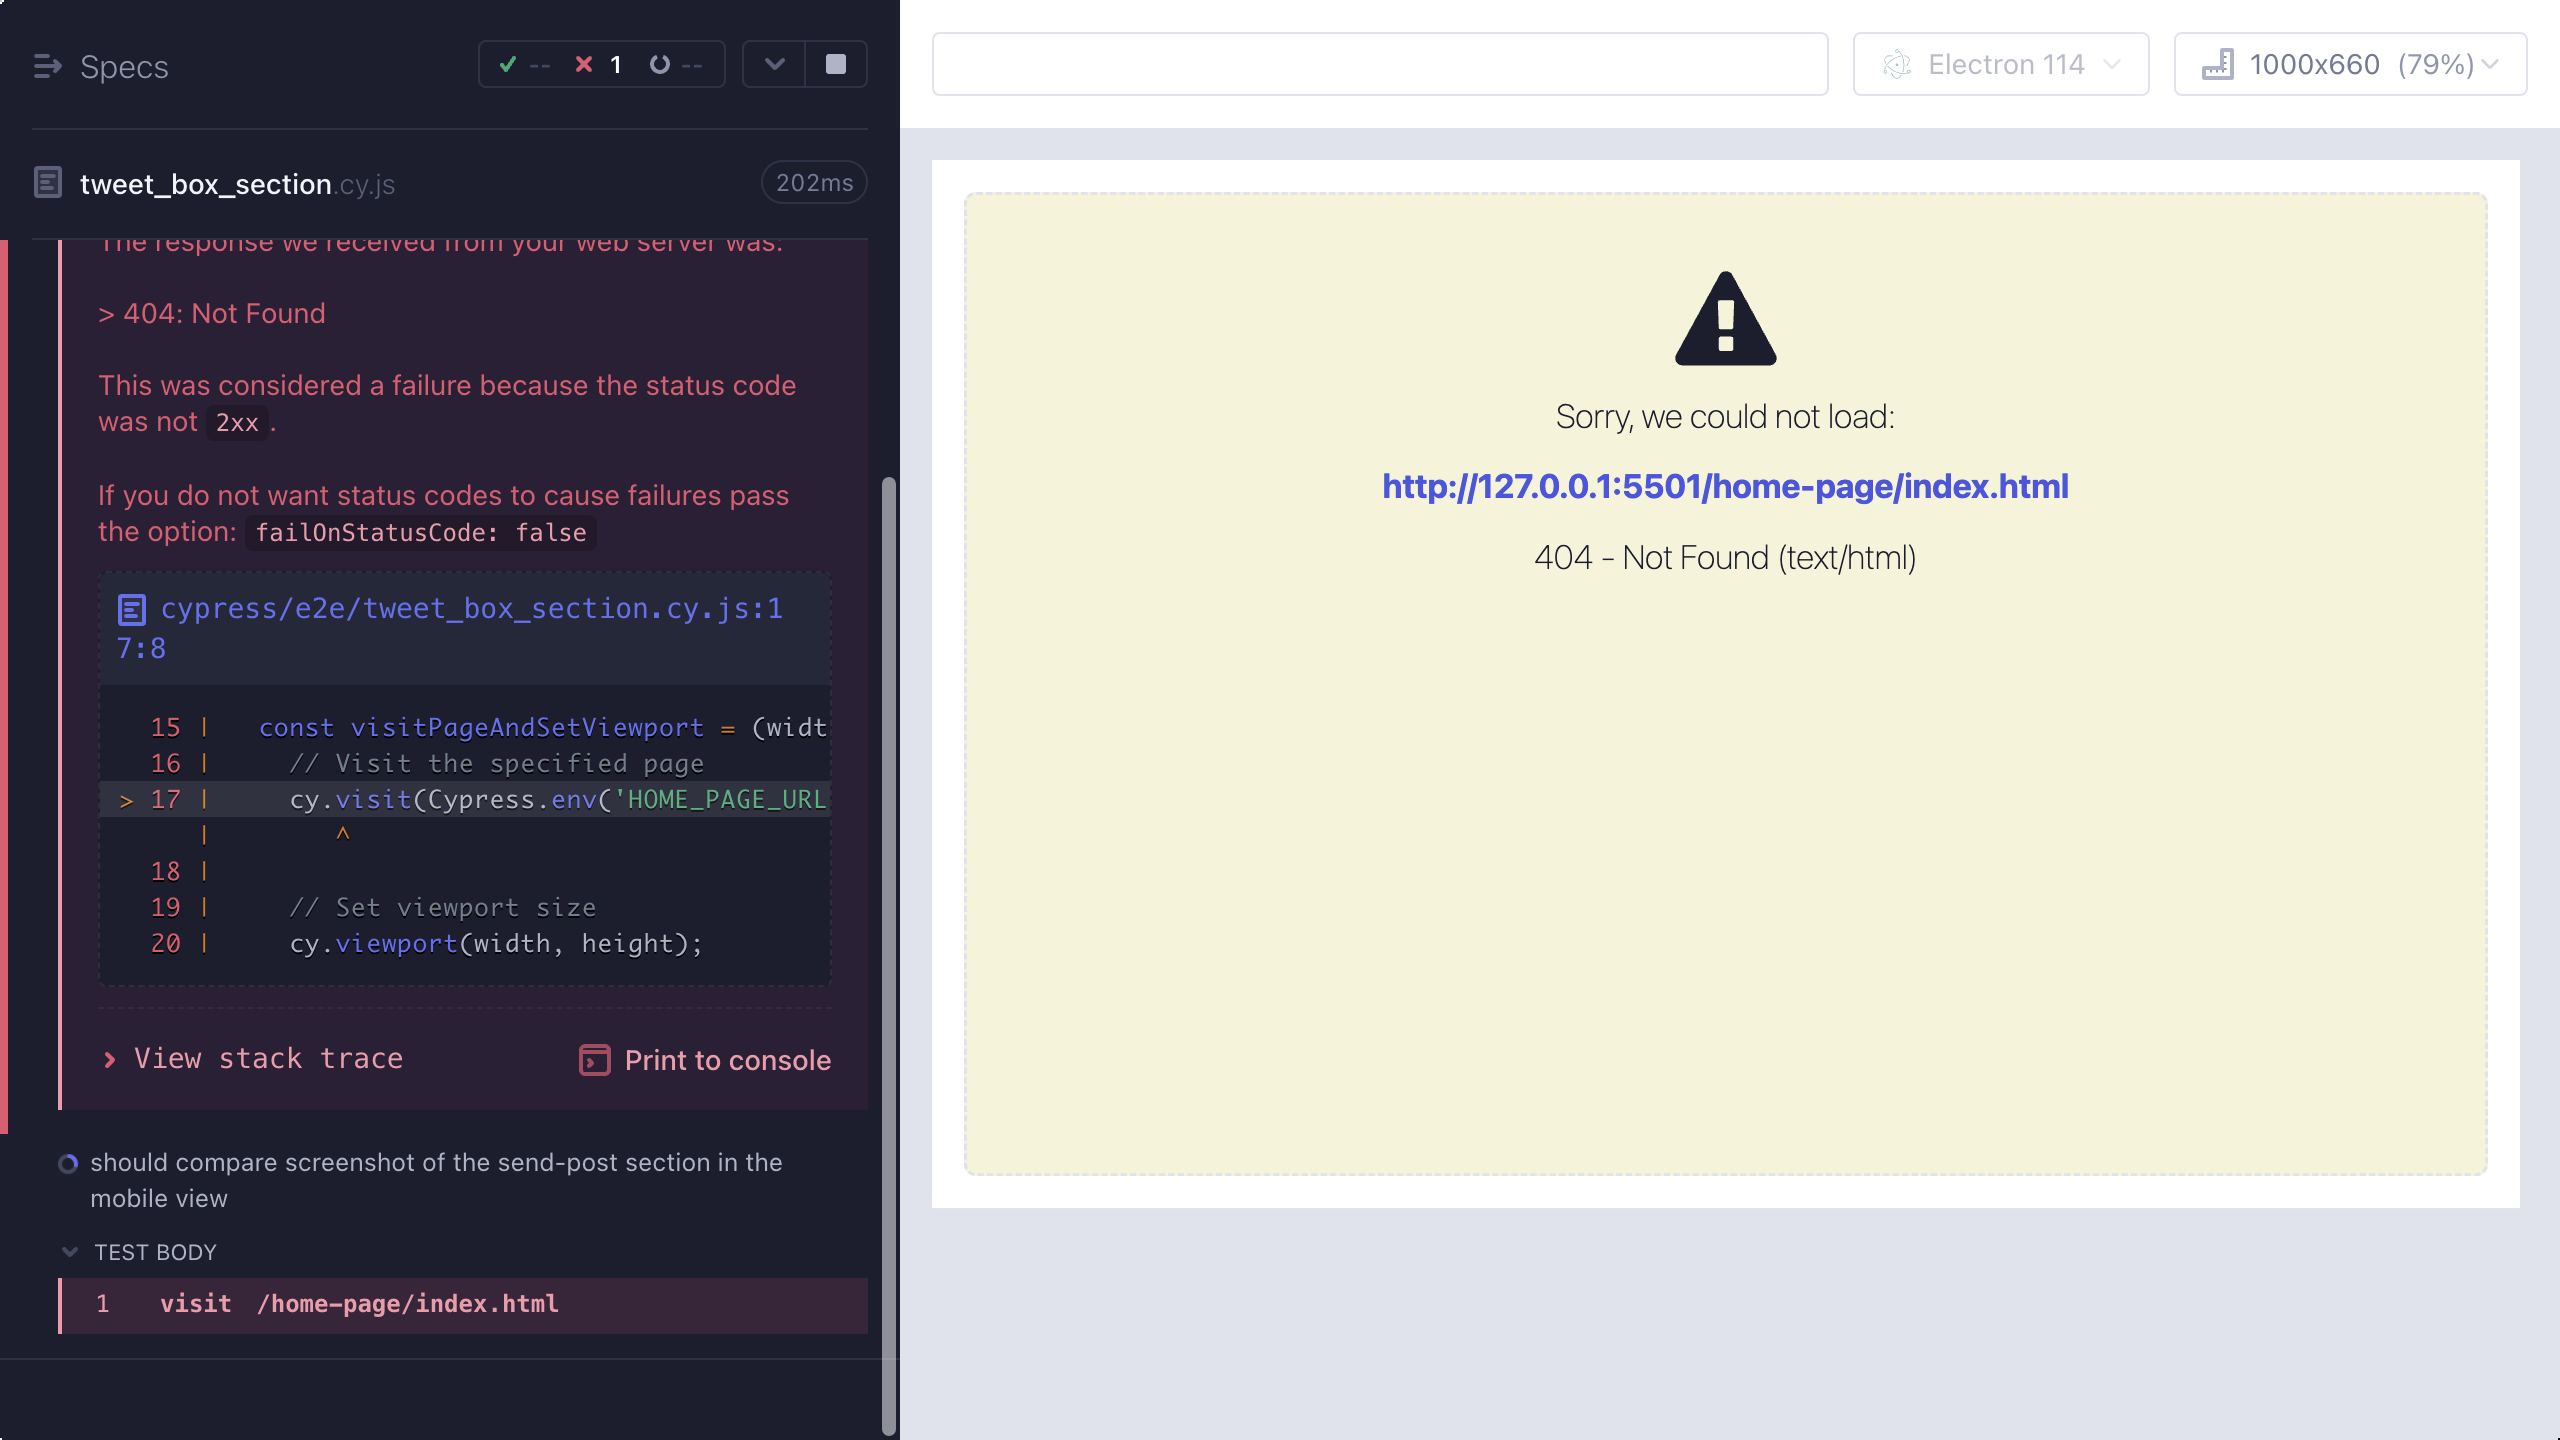 Specs
-- 1 --
tweet_box_section.cy.js
202ms
The response we received from your web server was:
> 404: Not Found
This was considered a failure because the status code
was not 2xx.
If you do not want status codes to cause failures pass
the option: failOnStatusCode: false
cypress/e2e/tweet_box_section.cy.js:1
7:8
15 | const visitPageAndSetViewport = (widt
16 | // Visit the specified page
> 17 | cy.visit(Cypress.env('HOME_PAGE_URL
| ^
18 |
19 | // Set viewport size
20 | cy.viewport(width, height);
View stack trace
Print to console
should compare screenshot of the send-post section in the
mobile view
TEST BODY
1 visit /home-page/index.html
Electron 114
1000x660 (79%)
Sorry, we could not load:
http://127.0.0.1:5501/home-page/index.html
404 - Not Found (text/html)